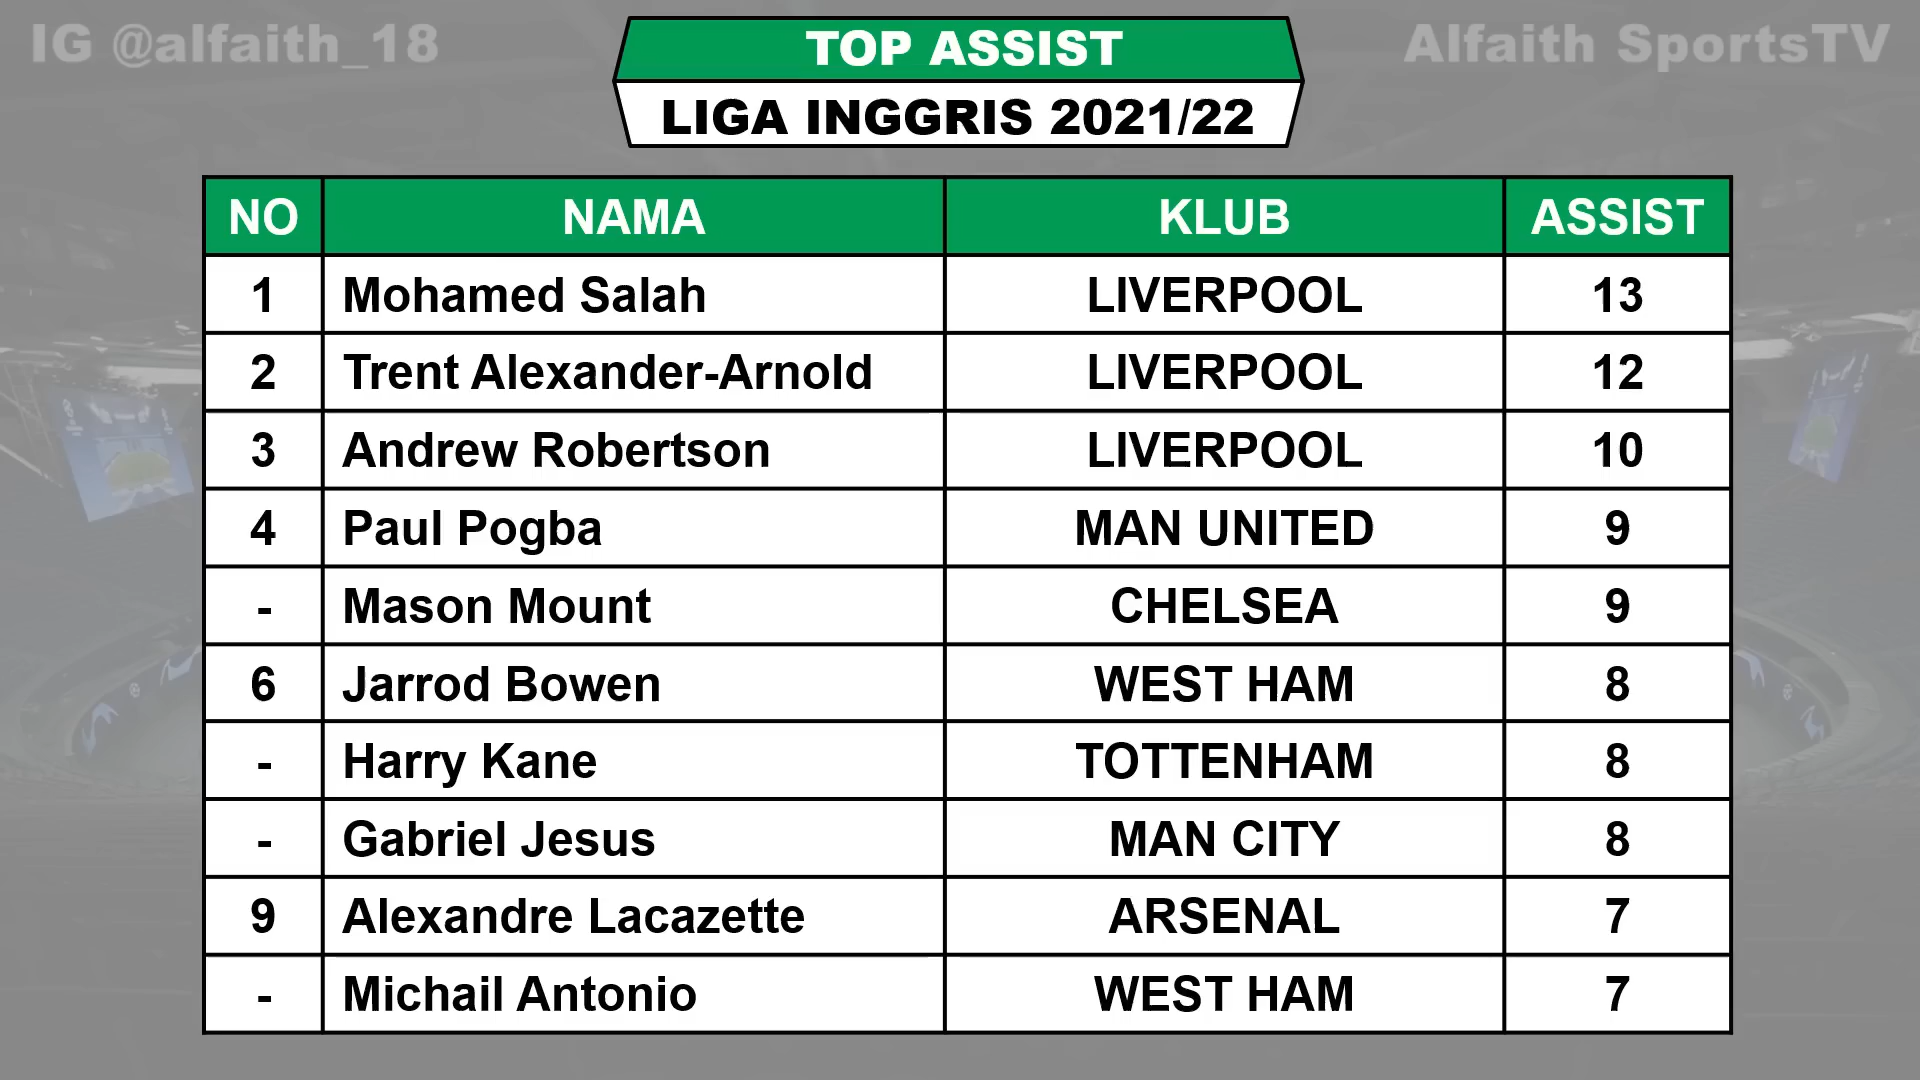 IG @alfaith_18
TOP ASSIST
Alfaith SportsTV
LIGA INGGRIS 2021/22
NO NAMA KLUB ASSIST
1 Mohamed Salah LIVERPOOL 13
2 Trent Alexander-Arnold LIVERPOOL 12
3 Andrew Robertson LIVERPOOL 10
4 Paul Pogba MAN UNITED 9
- Mason Mount CHELSEA 9
6 Jarrod Bowen WEST HAM 8
- Harry Kane TOTTENHAM 8
- Gabriel Jesus MAN CITY 8
9 Alexandre Lacazette ARSENAL 7
- Michail Antonio WEST HAM 7